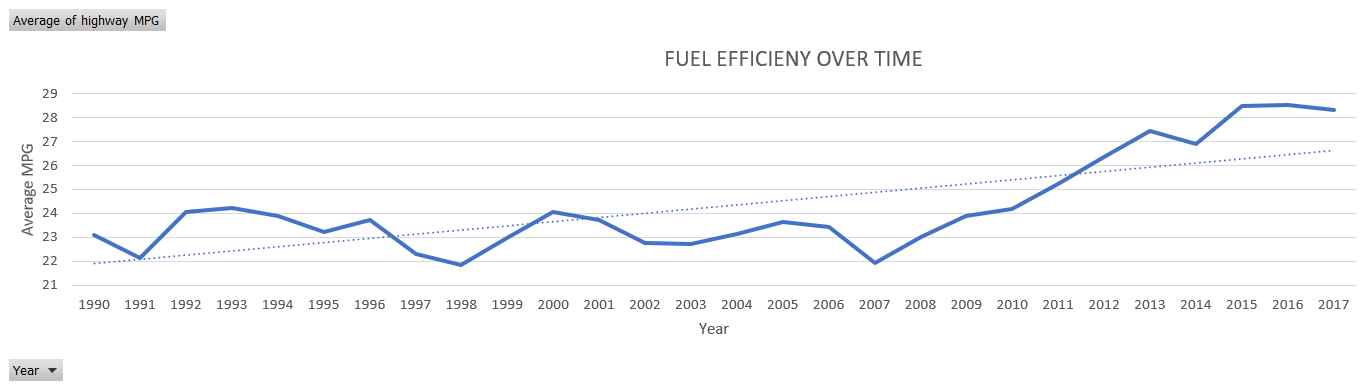 Average of highway MPG
FUEL EFFICIENY OVER TIME
29
28
27
26
25
24
23
22
21
Average MPG
1990 1991 1992 1993 1994 1995 1996 1997 1998 1999 2000 2001 2002 2003 2004 2005 2006 2007 2008 2009 2010 2011 2012 2013 2014 2015 2016 2017
Year
Year